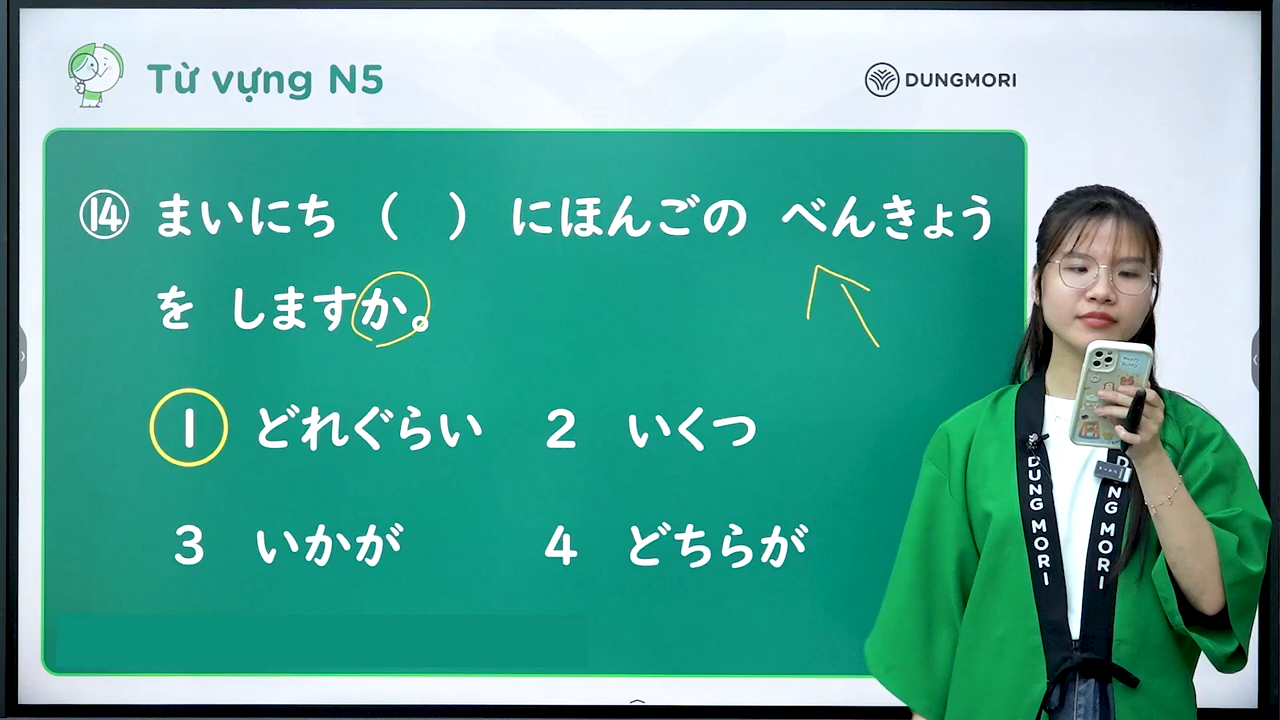 Từ vựng N5
DUNGMORI
⑭ まいにち ( ) にほんごの べんきょう
を しますか。
1 どれぐらい 2 いくつ
3 いかが 4 どちらが
DUNG MORI
DUNG MORI